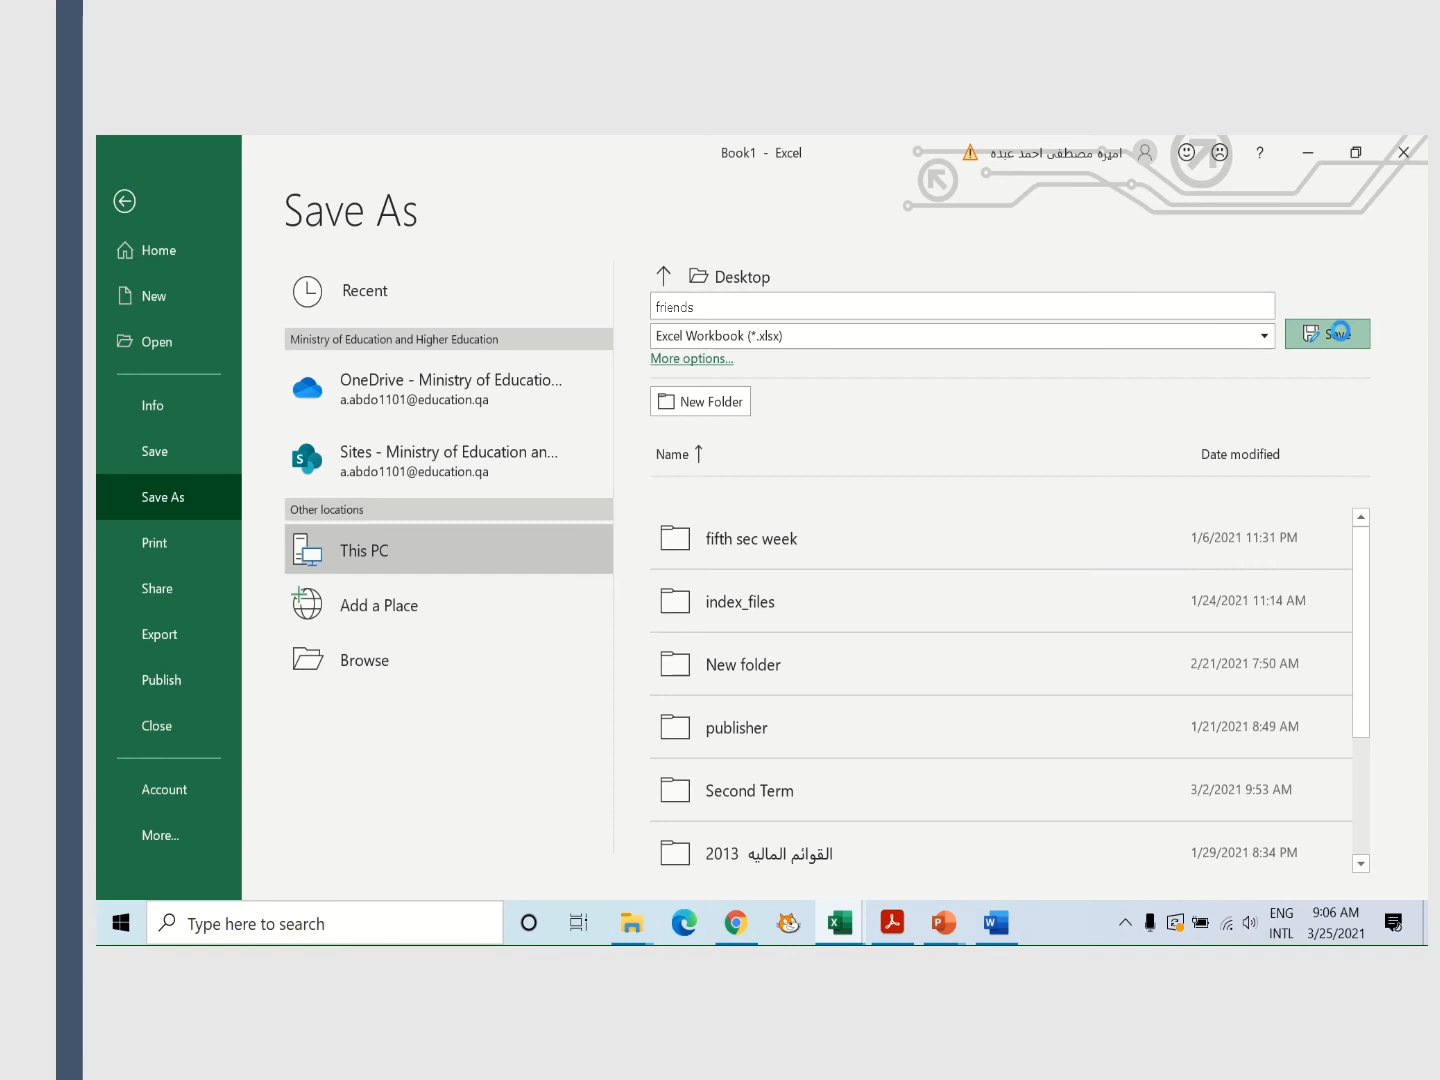 Book1 - Excel
اميره مصطفى احمد عبده
?
Save As
Home
New
Open
Info
Save
Save As
Print
Share
Export
Publish
Close
Account
More...
Recent
Ministry of Education and Higher Education
OneDrive - Ministry of Educatio...
a.abdo1101@education.qa
Sites - Ministry of Education an...
a.abdo1101@education.qa
Other locations
This PC
Add a Place
Browse
Desktop
friends
Excel Workbook (*.xlsx)
Save
More options...
New Folder
Name
Date modified
fifth sec week
1/6/2021 11:31 PM
index_files
1/24/2021 11:14 AM
New folder
2/21/2021 7:50 AM
publisher
1/21/2021 8:49 AM
Second Term
3/2/2021 9:53 AM
القوائم الماليه 2013
1/29/2021 8:34 PM
Type here to search
ENG
INTL
9:06 AM
3/25/2021